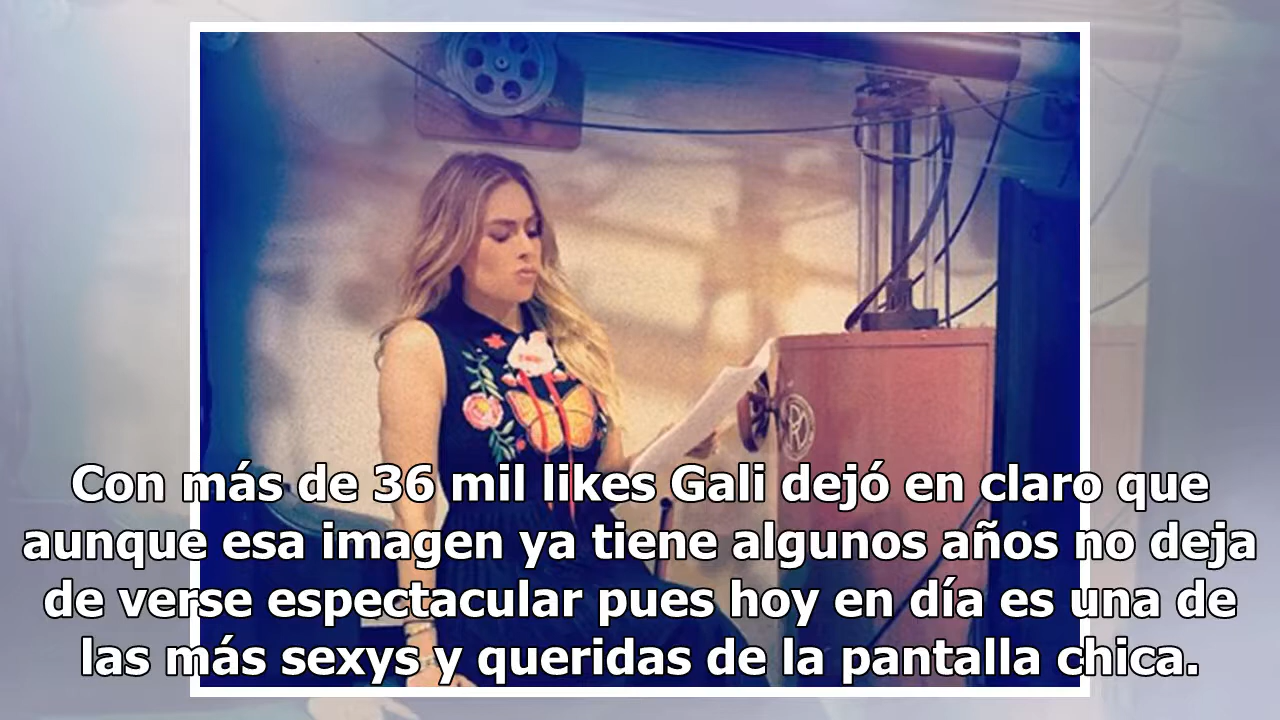 Con más de 36 mil likes Gali dejó en claro que
aunque esa imagen ya tiene algunos años no deja
de verse espectacular pues hoy en día es una de
las más sexys y queridas de la pantalla chica.